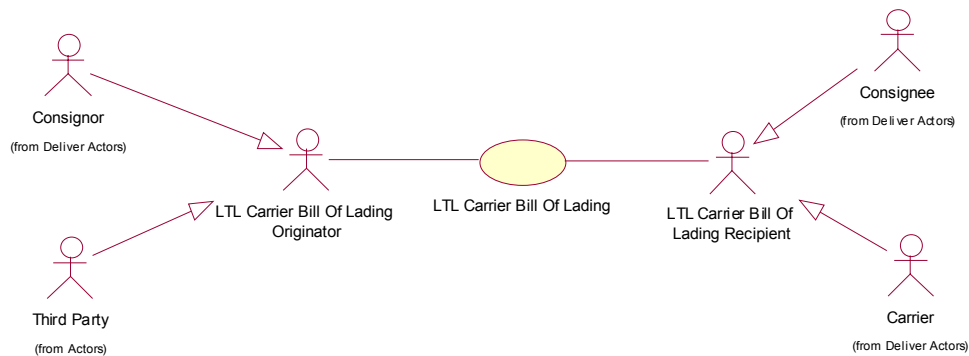 Consignor
(from Deliver Actors)
Third Party
(from Actors)
LTL Carrier Bill Of Lading
Originator
LTL Carrier Bill Of Lading
LTL Carrier Bill Of
Lading Recipient
Consignee
(from Deliver Actors)
Carrier
(from Deliver Actors)